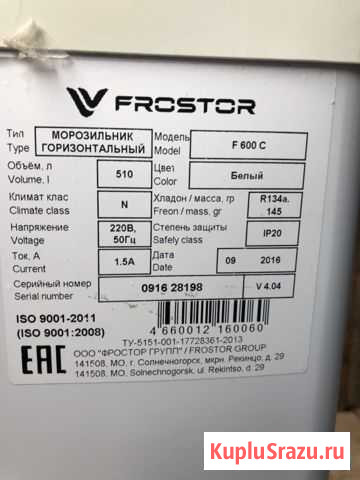 FROSTOR
Тип Type МОРОЗИЛЬНИК ГОРИЗОНТАЛЬНЫЙ Модель Model F 600 C
Объём, л Volume, l 510 Цвет Color Белый
Климат клас Climate class N Хладон / масса, гр Freon / mass, gr R134a. 145
Напряжение Voltage 220В, 50Гц Степень защиты Safely class IP20
Ток, А Current 1.5А Дата Date 09 2016
Серийный номер Serial number 0916 28198 V 4.04
ISO 9001-2011
(ISO 9001:2008)
4 660012 160060
ТУ-5151-001-17728361-2013
EAC ООО "ФРОСТОР ГРУПП" / FROSTOR GROUP
141508, МО, г. Солнечногорск, мкрн. Рекинцо, д. 29
141508, MO, Solnechnogorsk, ul. Rekintso, d. 29
KupluSrazu.ru